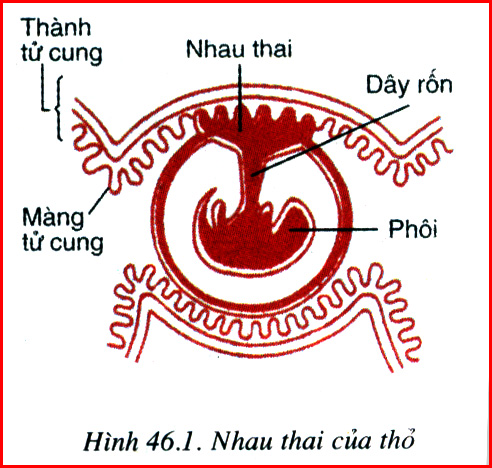 Thành
tử cung
Nhau thai
Dây rốn
Màng
tử cung
Phôi
Hình 46.1. Nhau thai của thỏ